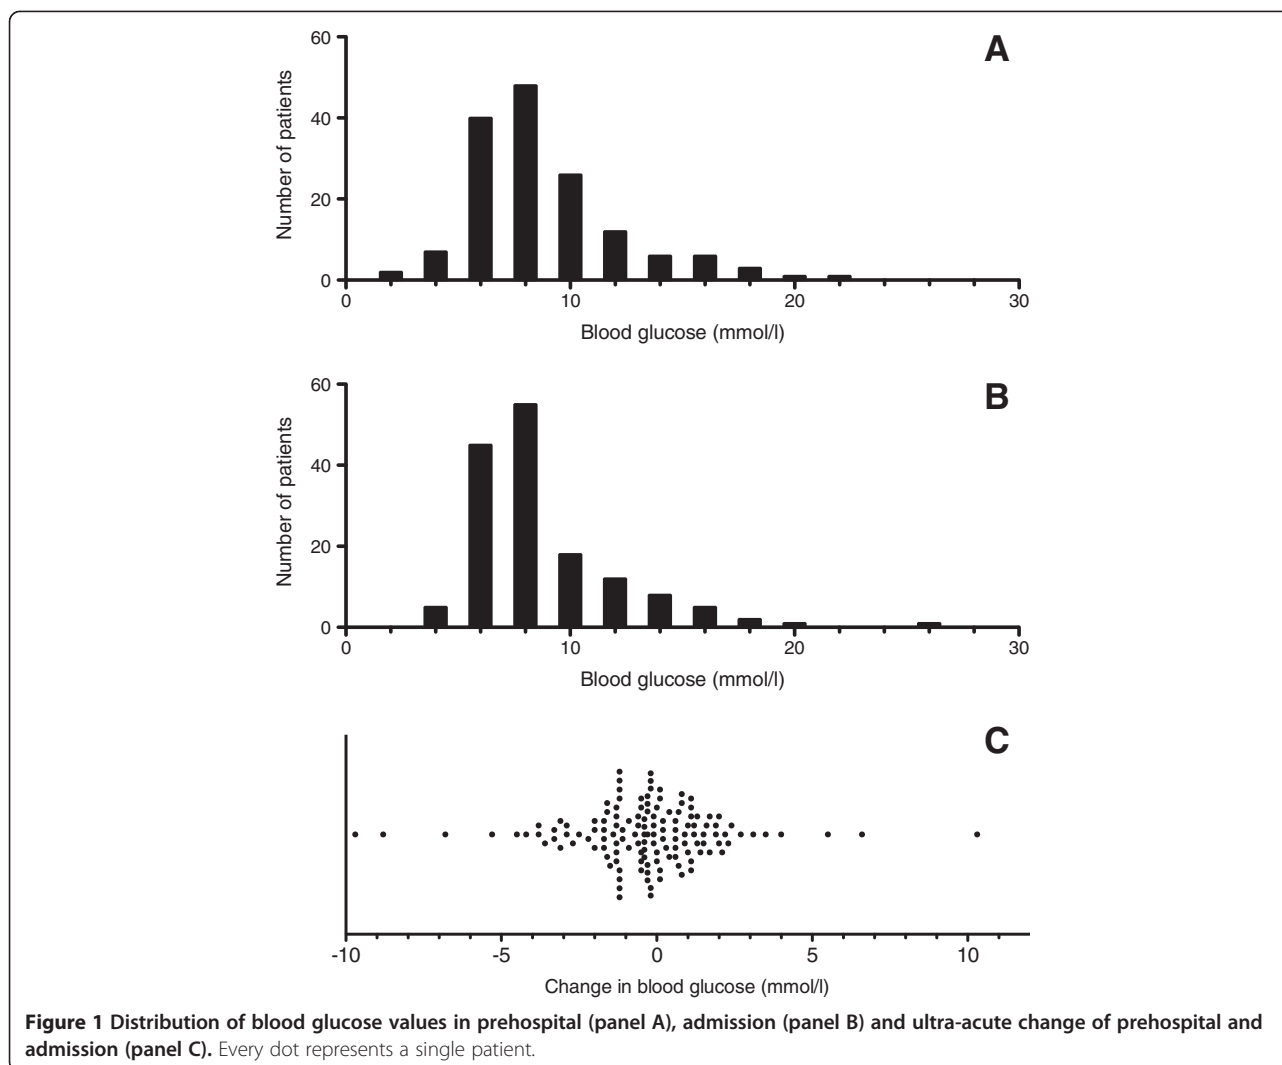 A
60
40
20
0
Number of patients
0 10 20 30
Blood glucose (mmol/l)
B
60
40
20
0
Number of patients
0 10 20 30
Blood glucose (mmol/l)
C
-10 -5 0 5 10
Change in blood glucose (mmol/l)
Figure 1 Distribution of blood glucose values in prehospital (panel A), admission (panel B) and ultra-acute change of prehospital and
admission (panel C). Every dot represents a single patient.